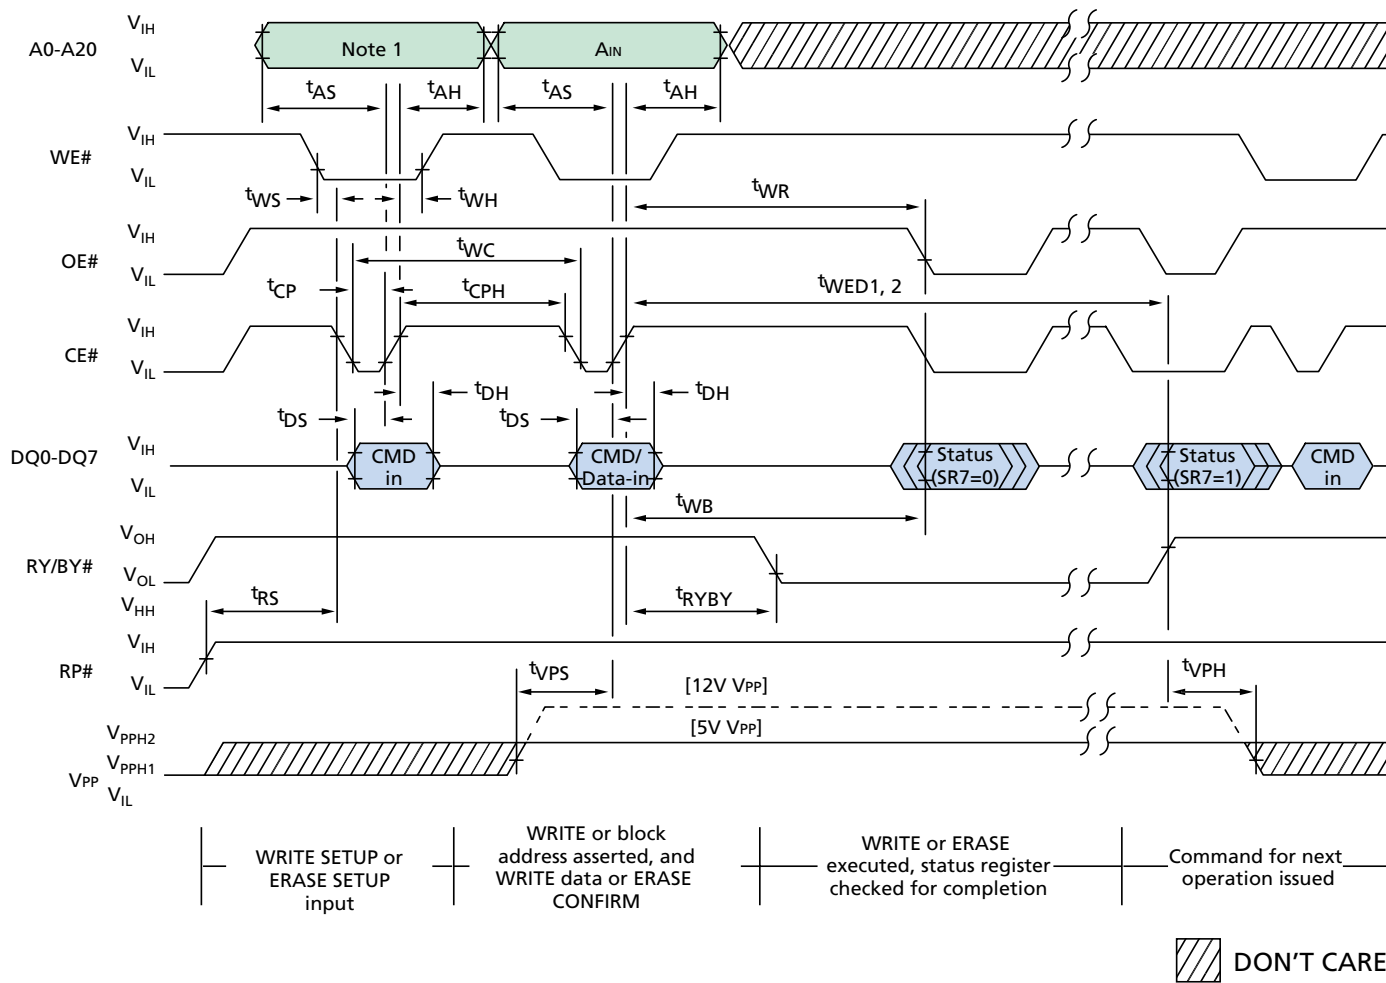 A0-A20
VIH
VIL
Note 1
AIN
tAS
tAH
tAS
tAH
WE#
VIH
VIL
tWS
tWH
tWR
OE#
VIH
VIL
tWC
tCP
tCPH
tWED1, 2
CE#
VIH
VIL
tDH
tDS
tDH
tDS
DQ0-DQ7
VIH
VIL
CMD
in
CMD/
Data-in
Status
(SR7=0)
Status
(SR7=1)
CMD
in
tWB
RY/BY#
VOH
VOL
tRS
tRYBY
RP#
VHH
VIH
VIL
tVPS
[12V VPP]
tVPH
[5V VPP]
VPP
VPPH2
VPPH1
VIL
WRITE SETUP or
ERASE SETUP
input
WRITE or block
address asserted, and
WRITE data or ERASE
CONFIRM
WRITE or ERASE
executed, status register
checked for completion
Command for next
operation issued
DON'T CARE